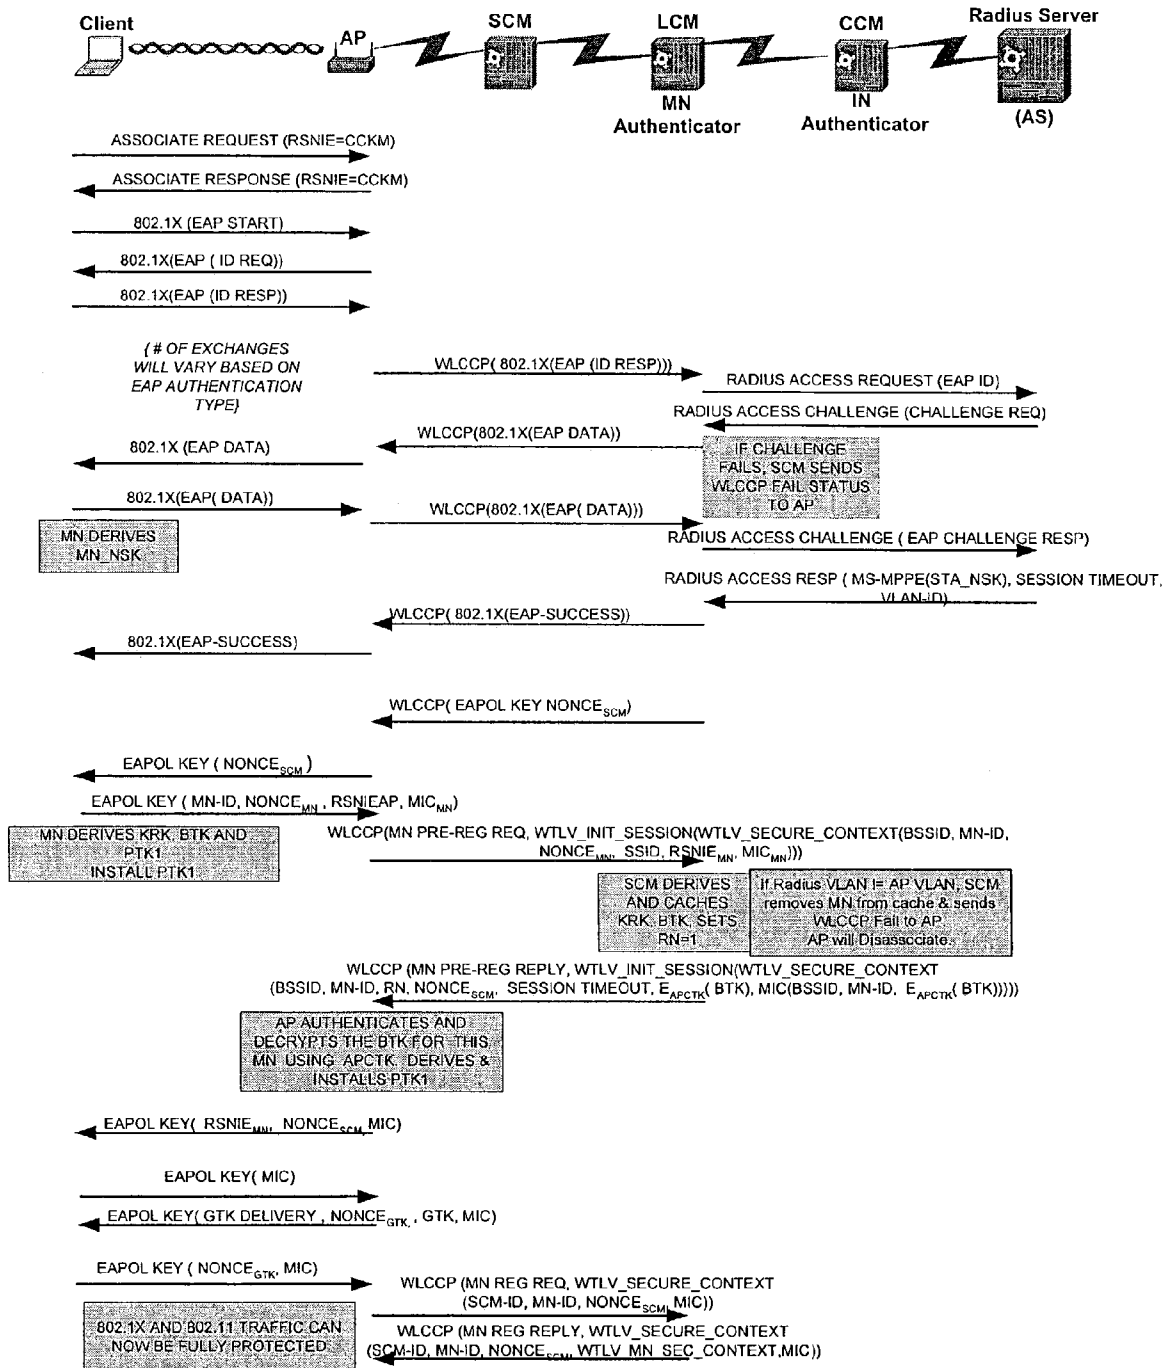 Client
AP
SCM
LCM
CCM
Radius Server
MN
Authenticator
IN
Authenticator
(AS)
ASSOCIATE REQUEST (RSNIE=CCKM)
ASSOCIATE RESPONSE (RSNIE=CCKM)
802.1X (EAP START)
802.1X(EAP ( ID REQ))
802.1X(EAP (ID RESP))
{ # OF EXCHANGES
WILL VARY BASED ON
EAP AUTHENTICATION
TYPE}
WLCCP( 802.1X(EAP (ID RESP)))
RADIUS ACCESS REQUEST (EAP ID)
RADIUS ACCESS CHALLENGE (CHALLENGE REQ)
WLCCP(802.1X(EAP DATA))
802.1X (EAP DATA)
IF CHALLENGE
FAILS, SCM SENDS
WLCCP FAIL STATUS
TO AP
802.1X(EAP( DATA))
WLCCP(802.1X(EAP( DATA)))
MN DERIVES
MN_NSK
RADIUS ACCESS CHALLENGE ( EAP CHALLENGE RESP)
RADIUS ACCESS RESP ( MS-MPPE(STA_NSK), SESSION TIMEOUT,
VLAN-ID)
WLCCP( 802.1X(EAP-SUCCESS))
802.1X(EAP-SUCCESS)
WLCCP( EAPOL KEY NONCE_SCM)
EAPOL KEY ( NONCE_SCM )
EAPOL KEY ( MN-ID, NONCE_MN , RSNIEAP, MIC_MN)
MN DERIVES KRK, BTK AND
PTK1
INSTALL PTK1
WLCCP(MN PRE-REG REQ, WTLV_INIT_SESSION(WTLV_SECURE_CONTEXT(BSSID, MN-ID,
NONCE_MN, SSID, RSNIE_MN, MIC_MN)))
SCM DERIVES
AND CACHES
KRK, BTK, SETS
RN=1
If Radius VLAN != AP VLAN, SCM
removes MN from cache & sends
WLCCP Fail to AP.
AP will Disassociate.
WLCCP (MN PRE-REG REPLY, WTLV_INIT_SESSION(WTLV_SECURE_CONTEXT
(BSSID, MN-ID, RN, NONCE_SCM, SESSION TIMEOUT, E_APCTK( BTK), MIC(BSSID, MN-ID, E_APCTK( BTK)))))
AP AUTHENTICATES AND
DECRYPTS THE BTK FOR THIS
MN USING APCTK. DERIVES &
INSTALLS PTK1
EAPOL KEY( RSNIE_MN, NONCE_SCM, MIC)
EAPOL KEY( MIC)
EAPOL KEY( GTK DELIVERY , NONCE_GTK, , GTK, MIC)
EAPOL KEY ( NONCE_GTK, MIC)
WLCCP (MN REG REQ, WTLV_SECURE_CONTEXT
(SCM-ID, MN-ID, NONCE_SCM, MIC))
802.1X AND 802.11 TRAFFIC CAN
NOW BE FULLY PROTECTED
WLCCP (MN REG REPLY, WTLV_SECURE_CONTEXT
(SCM-ID, MN-ID, NONCE_SCM, WTLV_MN_SEC_CONTEXT,MIC))